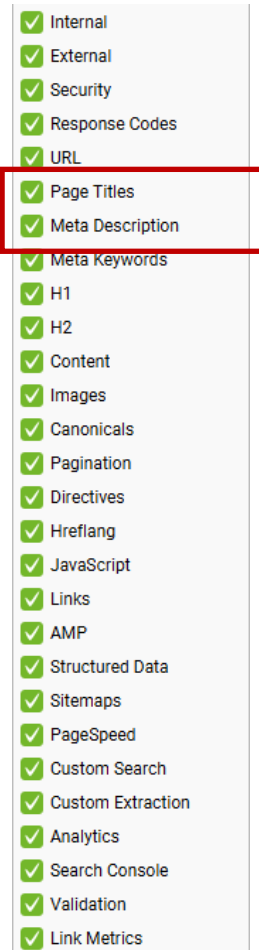 Internal
External
Security
Response Codes
URL
Page Titles
Meta Description
Meta Keywords
H1
H2
Content
Images
Canonicals
Pagination
Directives
Hreflang
JavaScript
Links
AMP
Structured Data
Sitemaps
PageSpeed
Custom Search
Custom Extraction
Analytics
Search Console
Validation
Link Metrics